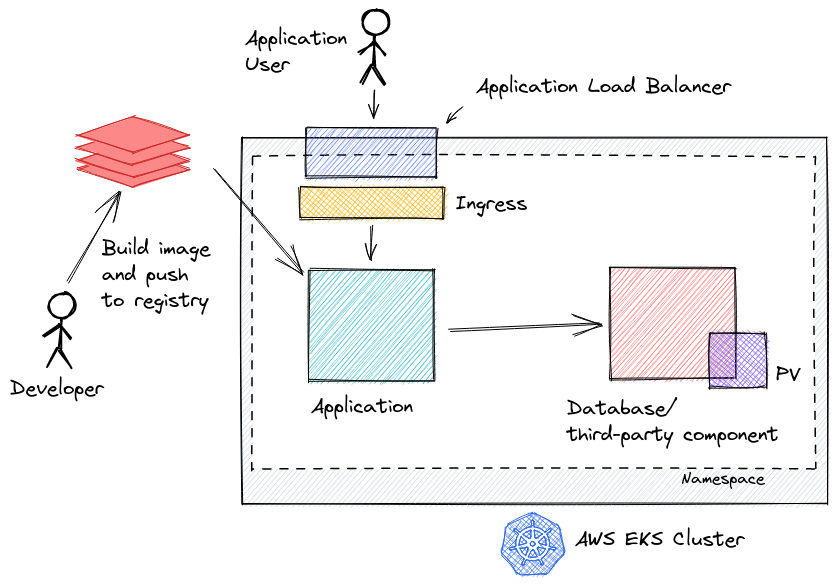 Application
User
Application Load Balancer
Ingress
Build image
and push
to registry
Developer
Application
PV
Database/
third-party component
Namespace
AWS EKS Cluster